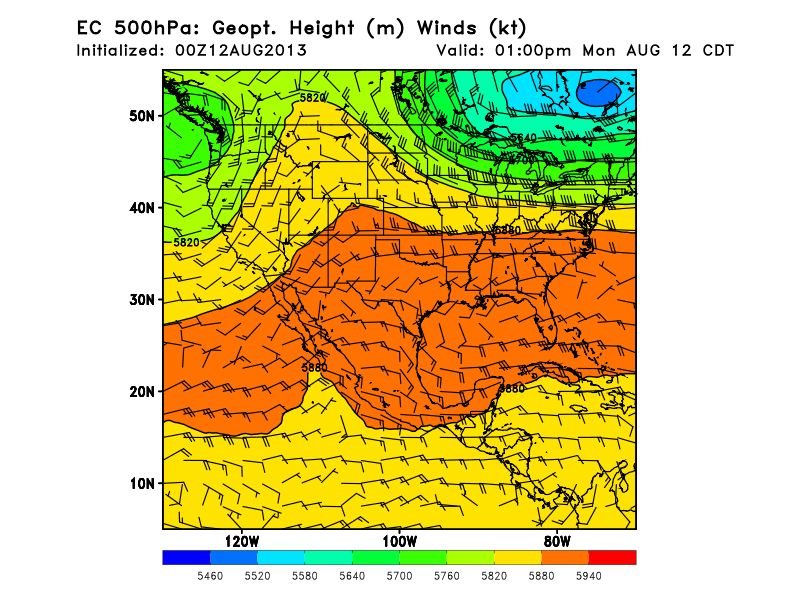 EC 500hPa: Geopt. Height (m) Winds (kt)
Initialized: 00Z12AUG2013 Valid: 01:00pm Mon AUG 12 CDT
5820
50N
5640
5700
40N
5880
5820
30N
5880
20N
5880
10N
120W 100W 80W
5460 5520 5580 5640 5700 5760 5820 5880 5940